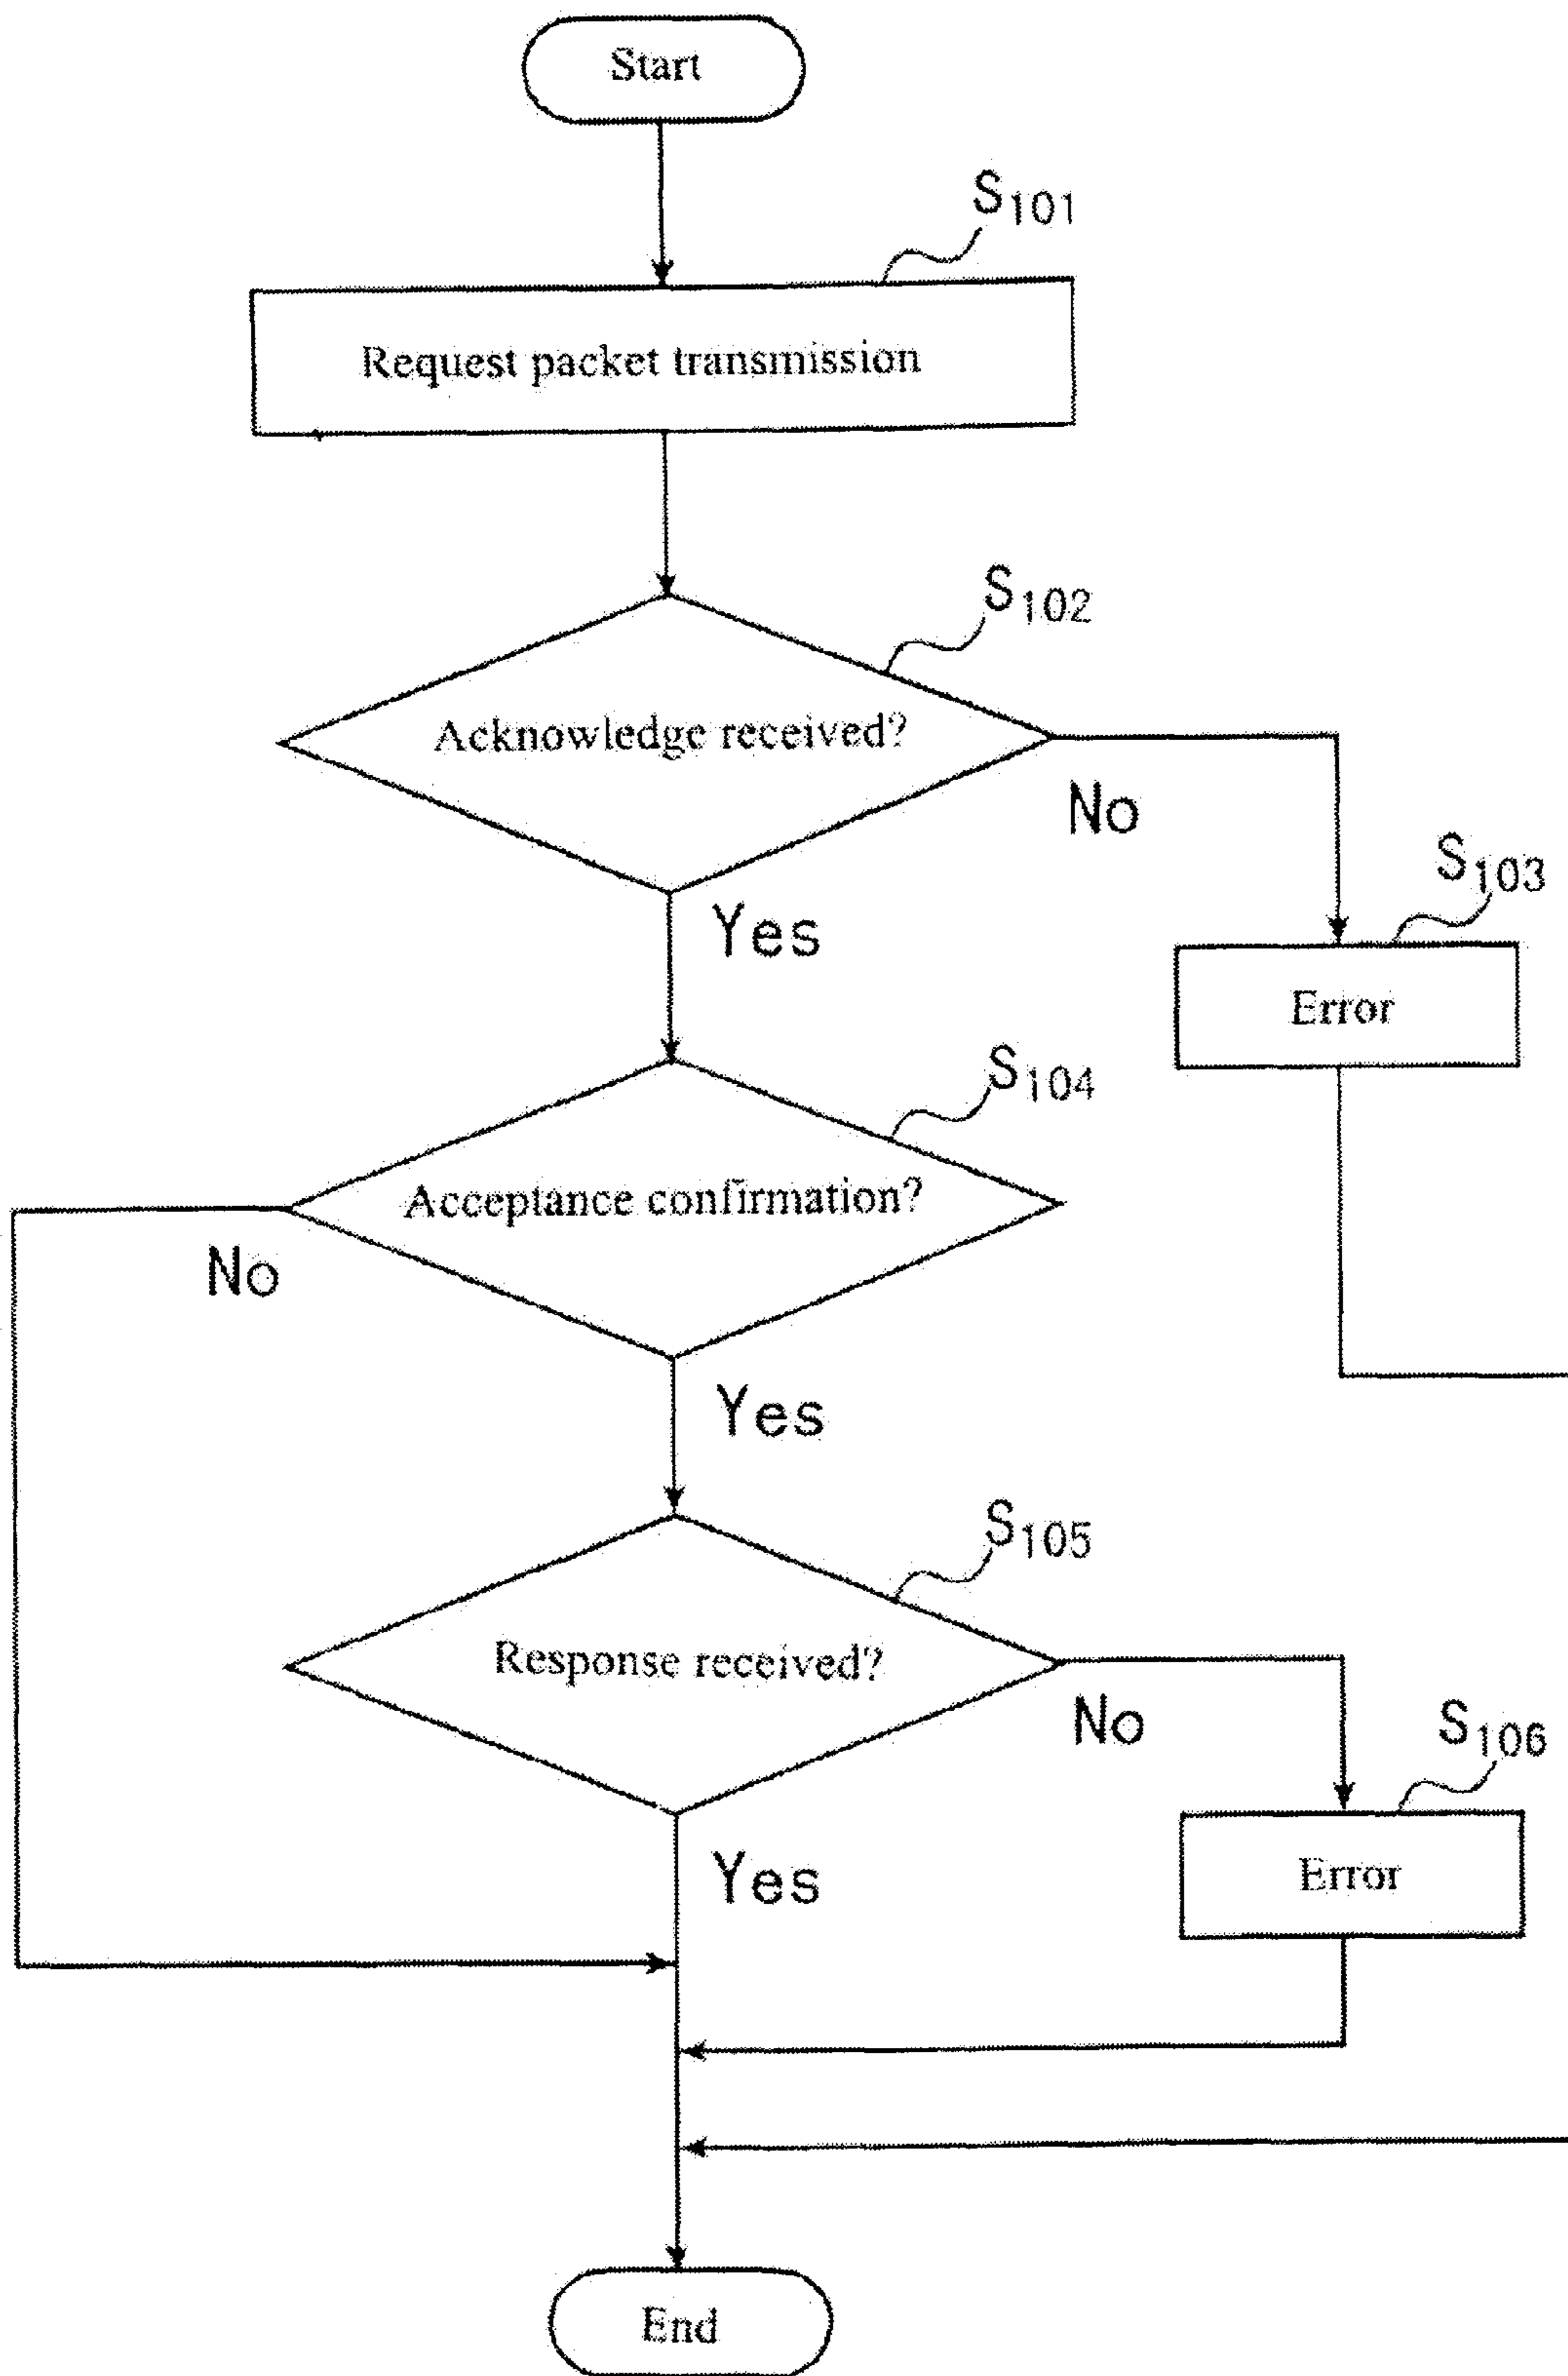 Start
S101
Request packet transmission
S102
Acknowledge received?
No
Yes
S103
Error
S104
Acceptance confirmation?
No
Yes
S105
Response received?
No
Yes
S106
Error
End